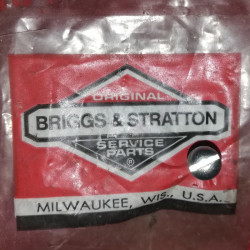 ORIGINAL
BRIGGS & STRATTON
SERVICE
PARTS
®
MILWAUKEE, WIS., U.S.A.